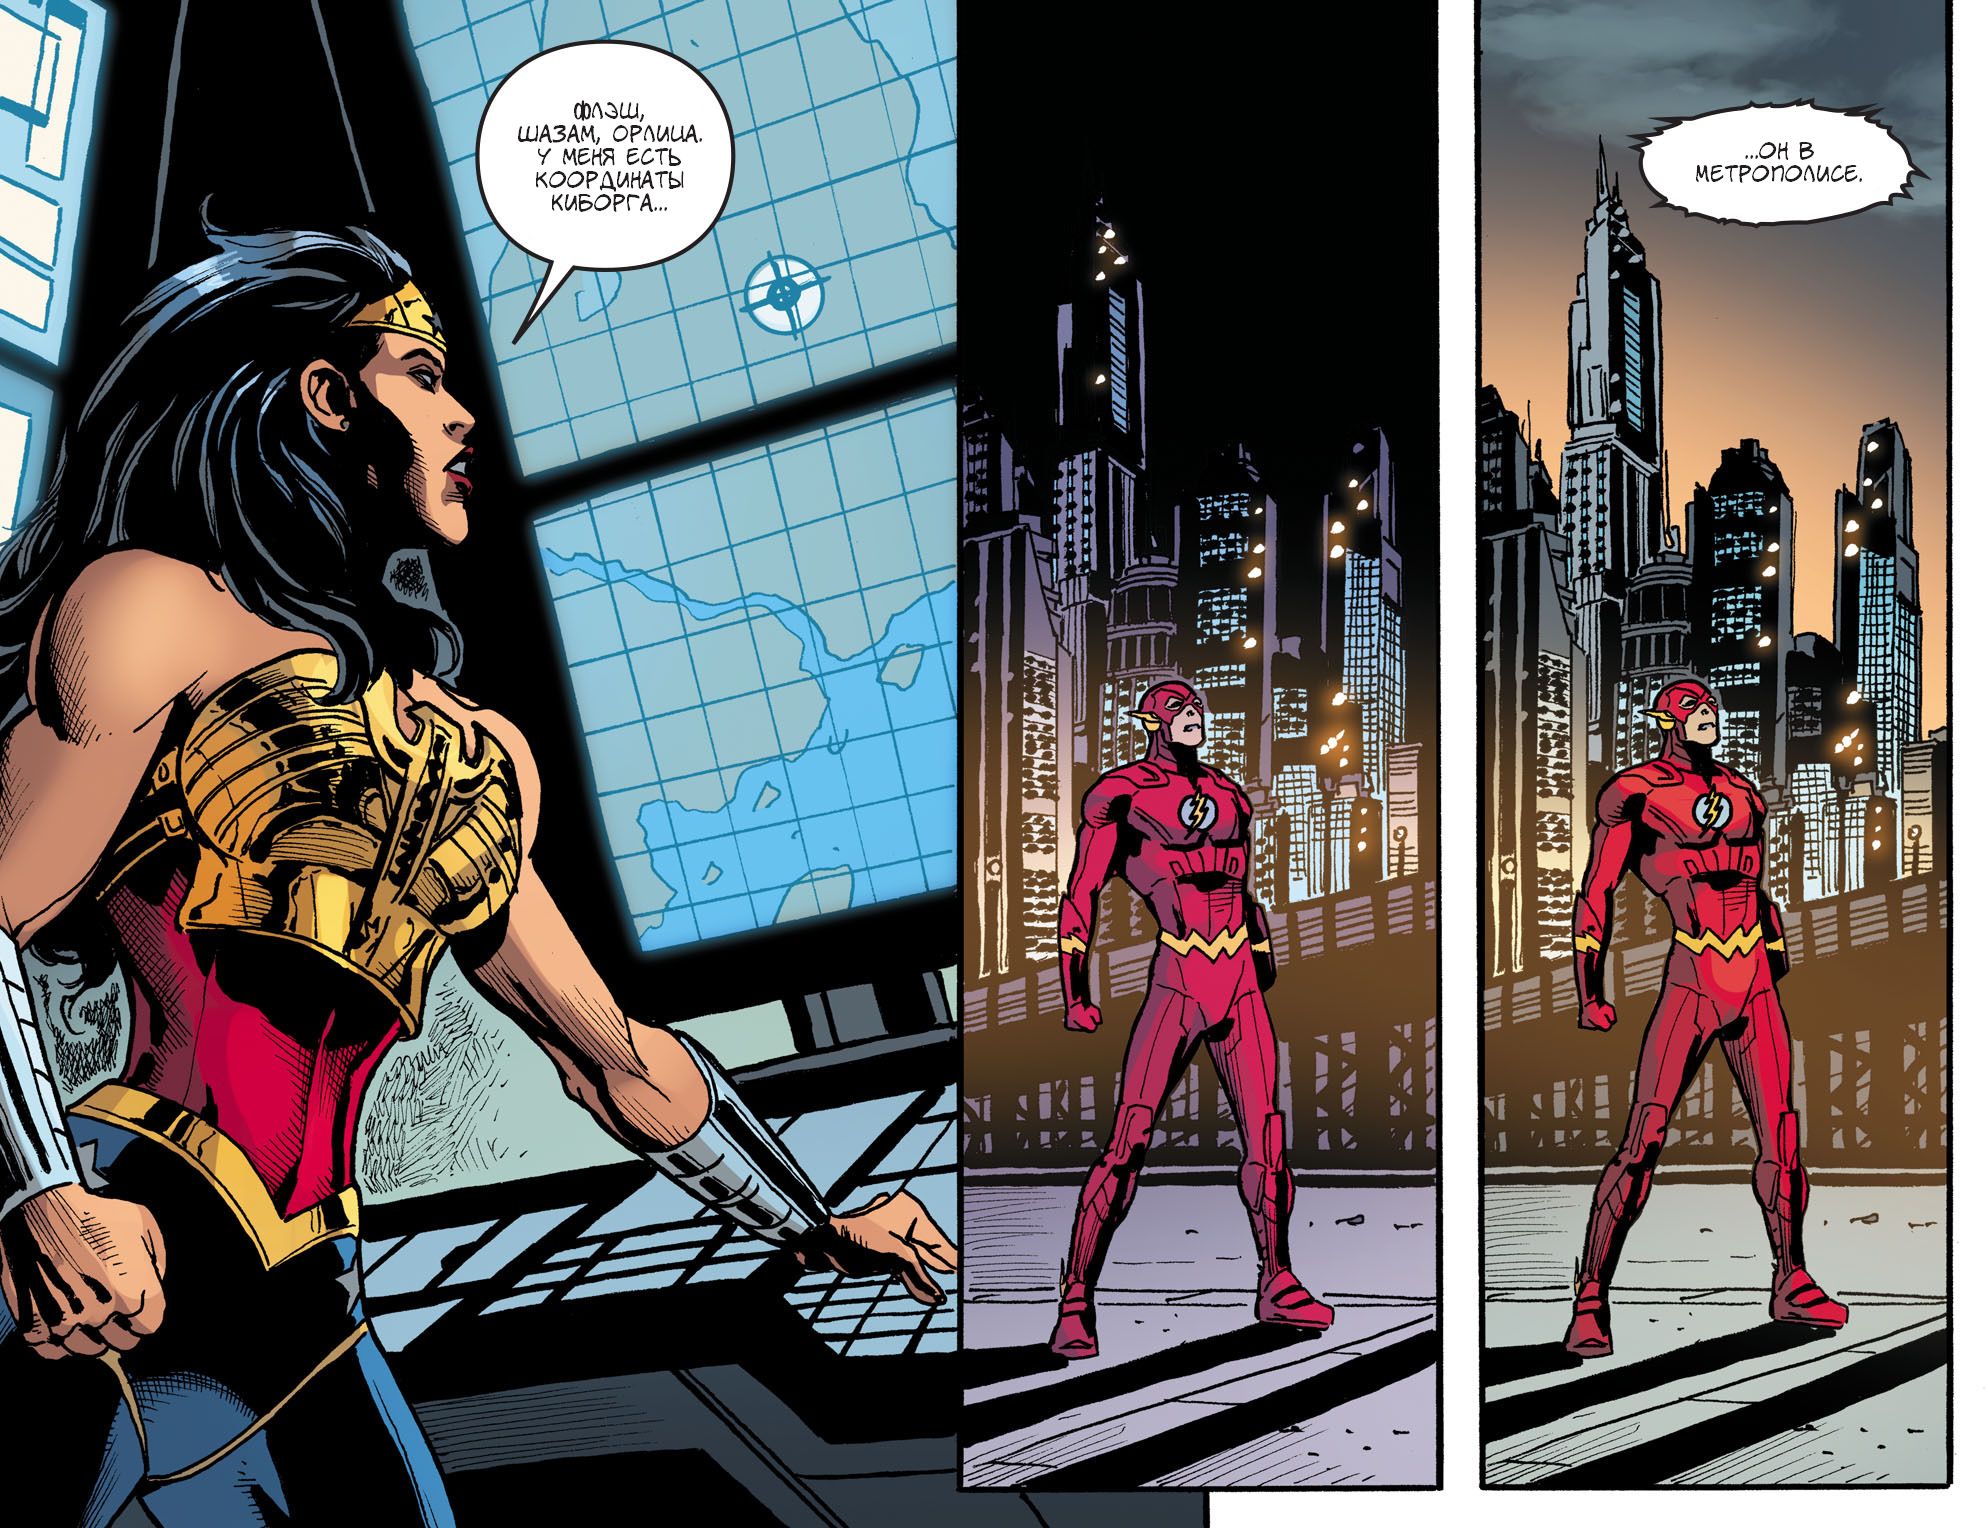 ФЛЭШ,
ШАЗАМ, ОРЛИЦА.
У МЕНЯ ЕСТЬ
КООРДИНАТЫ
КИБОРГА...
...ОН В
МЕТРОПОЛИСЕ.